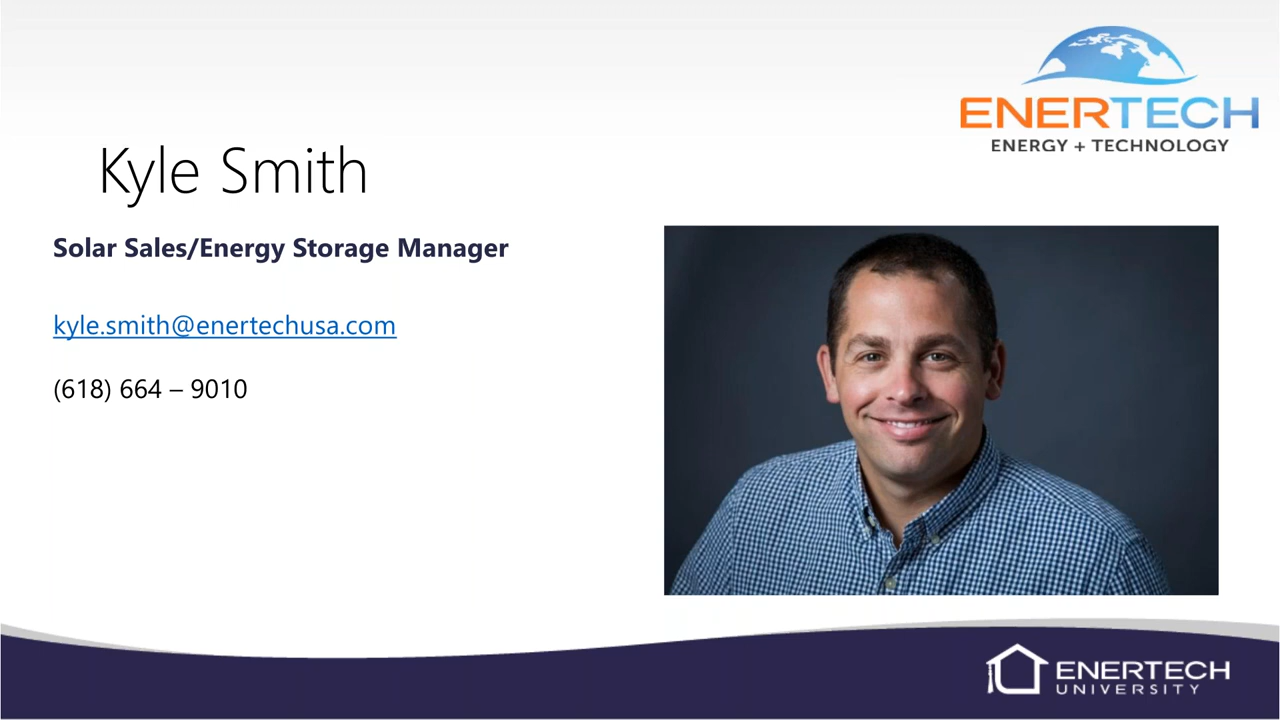 ENERTECH
ENERGY + TECHNOLOGY
Kyle Smith
Solar Sales/Energy Storage Manager
kyle.smith@enertechusa.com
(618) 664 – 9010
ENERTECH
UNIVERSITY